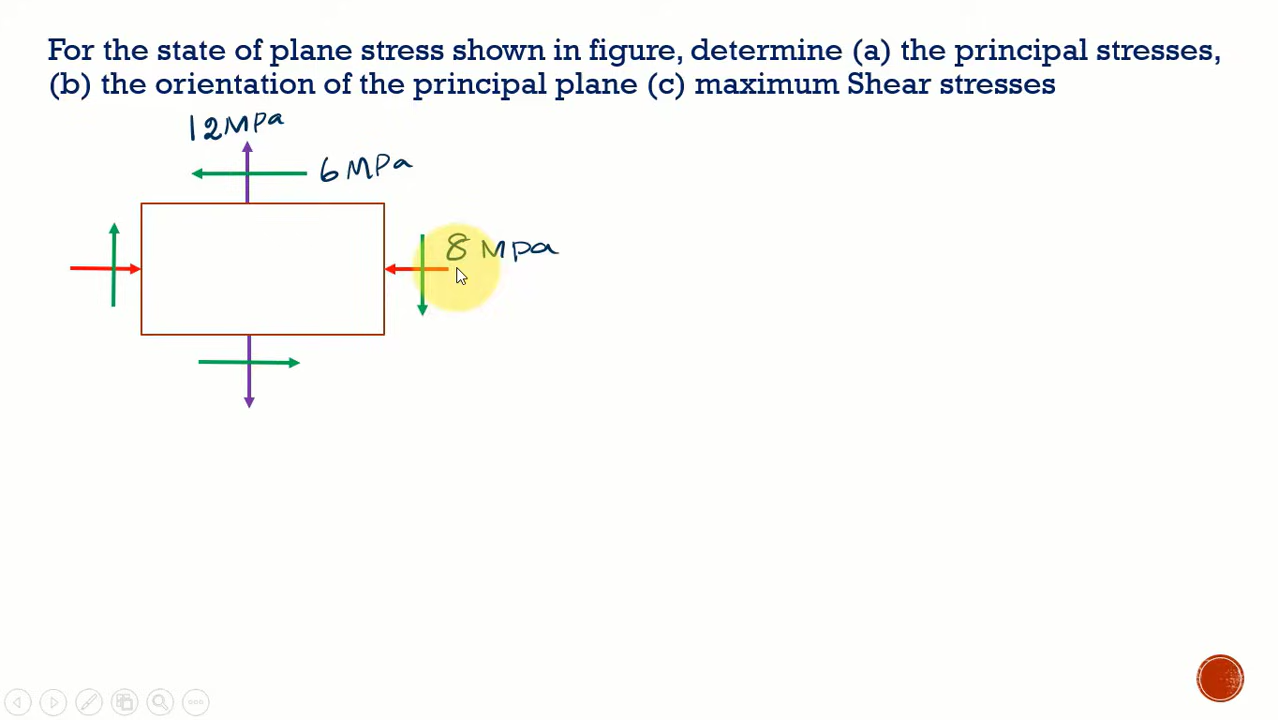 For the state of plane stress shown in figure, determine (a) the principal stresses,
(b) the orientation of the principal plane (c) maximum Shear stresses
12MPa
6 MPa
8 Mpa